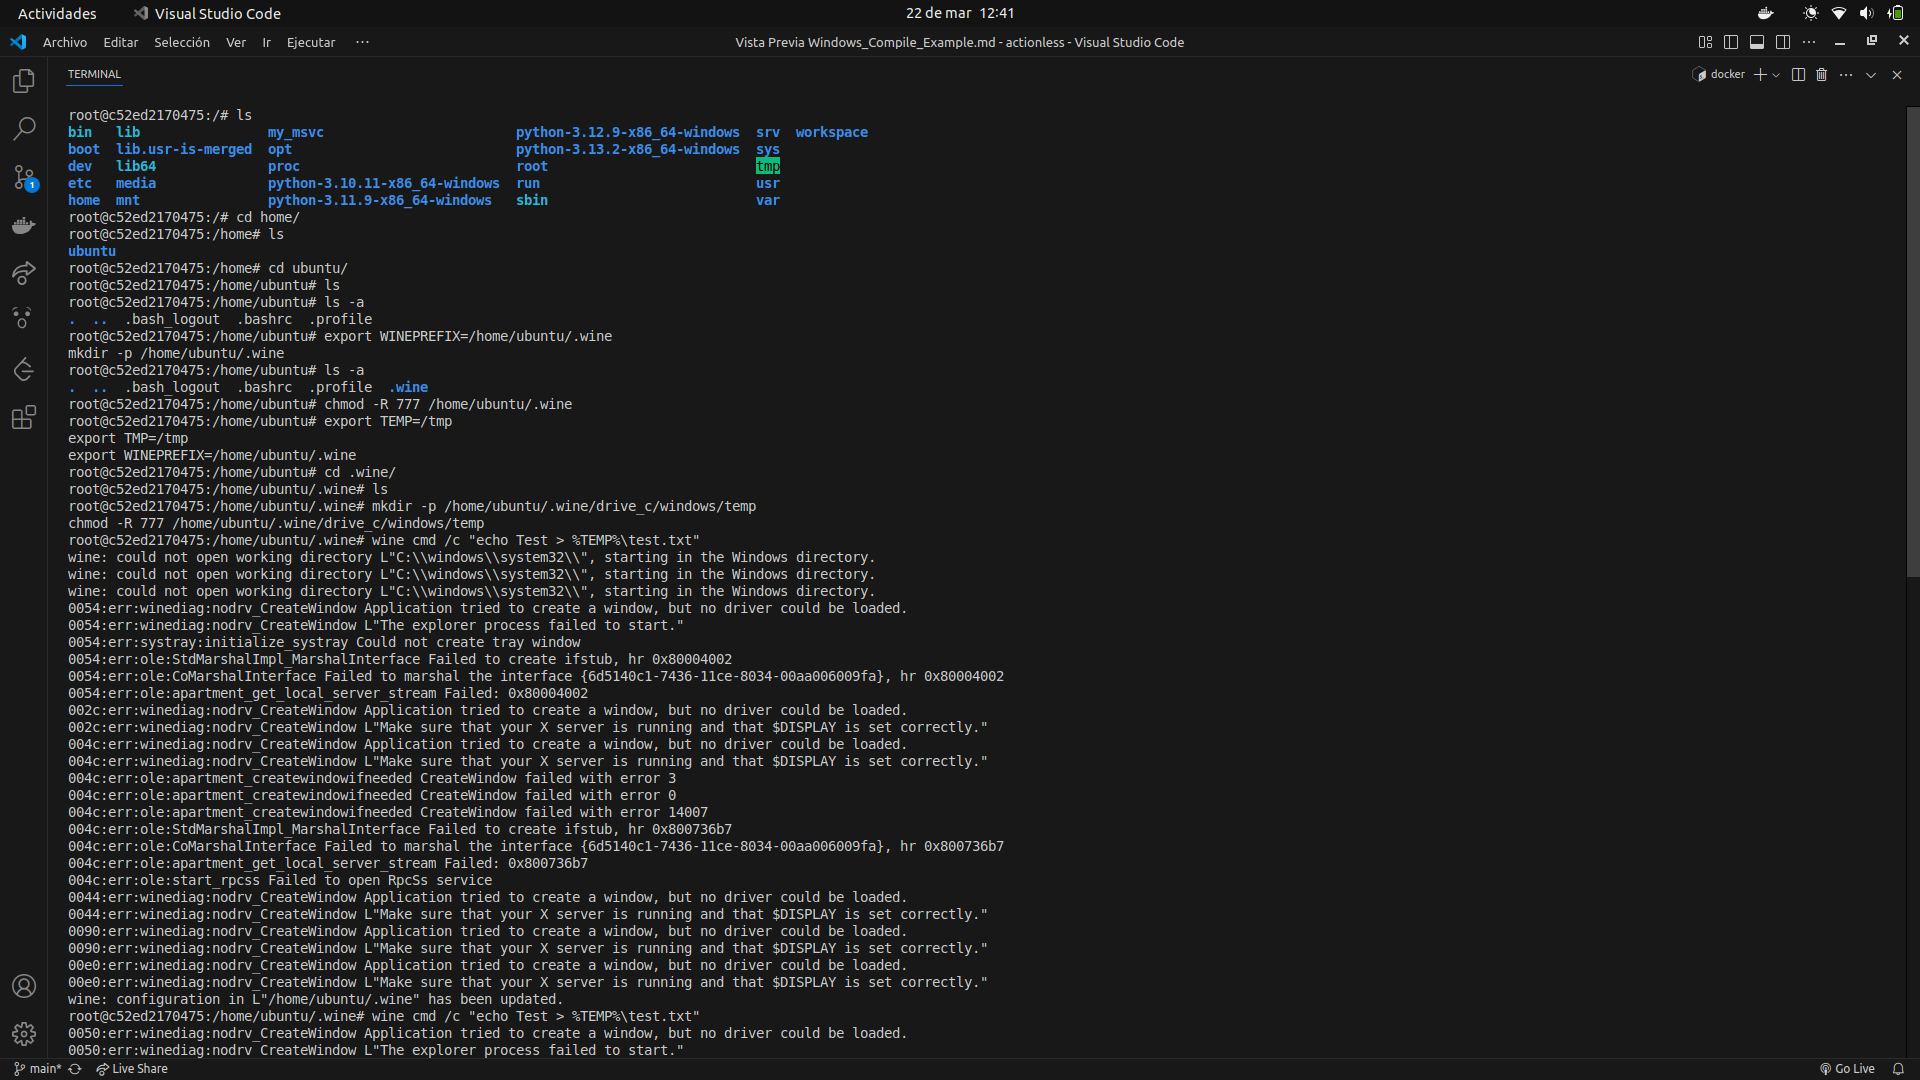 Actividades Visual Studio Code 22 de mar 12:41
Archivo Editar Selección Ver Ir Ejecutar ··· Vista Previa Windows_Compile_Example.md - actionless - Visual Studio Code
TERMINAL docker
root@c52ed2170475:/# ls
bin lib my_msvc python-3.12.9-x86_64-windows srv workspace
boot lib.usr-is-merged opt python-3.13.2-x86_64-windows sys
dev lib64 proc root tmp
etc media python-3.10.11-x86_64-windows run usr
home mnt python-3.11.9-x86_64-windows sbin var
root@c52ed2170475:/# cd home/
root@c52ed2170475:/home# ls
ubuntu
root@c52ed2170475:/home# cd ubuntu/
root@c52ed2170475:/home/ubuntu# ls
root@c52ed2170475:/home/ubuntu# ls -a
. .. .bash_logout .bashrc .profile
root@c52ed2170475:/home/ubuntu# export WINEPREFIX=/home/ubuntu/.wine
mkdir -p /home/ubuntu/.wine
root@c52ed2170475:/home/ubuntu# ls -a
. .. .bash_logout .bashrc .profile .wine
root@c52ed2170475:/home/ubuntu# chmod -R 777 /home/ubuntu/.wine
root@c52ed2170475:/home/ubuntu# export TEMP=/tmp
export TMP=/tmp
export WINEPREFIX=/home/ubuntu/.wine
root@c52ed2170475:/home/ubuntu# cd .wine/
root@c52ed2170475:/home/ubuntu/.wine# ls
root@c52ed2170475:/home/ubuntu/.wine# mkdir -p /home/ubuntu/.wine/drive_c/windows/temp
chmod -R 777 /home/ubuntu/.wine/drive_c/windows/temp
root@c52ed2170475:/home/ubuntu/.wine# wine cmd /c "echo Test > %TEMP%\test.txt"
wine: could not open working directory L"C:\\windows\\system32\\", starting in the Windows directory.
wine: could not open working directory L"C:\\windows\\system32\\", starting in the Windows directory.
wine: could not open working directory L"C:\\windows\\system32\\", starting in the Windows directory.
0054:err:winediag:nodrv_CreateWindow Application tried to create a window, but no driver could be loaded.
0054:err:winediag:nodrv_CreateWindow L"The explorer process failed to start."
0054:err:systray:initialize_systray Could not create tray window
0054:err:ole:StdMarshalImpl_MarshalInterface Failed to create ifstub, hr 0x80004002
0054:err:ole:CoMarshalInterface Failed to marshal the interface {6d5140c1-7436-11ce-8034-00aa006009fa}, hr 0x80004002
0054:err:ole:apartment_get_local_server_stream Failed: 0x80004002
002c:err:winediag:nodrv_CreateWindow Application tried to create a window, but no driver could be loaded.
002c:err:winediag:nodrv_CreateWindow L"Make sure that your X server is running and that $DISPLAY is set correctly."
004c:err:winediag:nodrv_CreateWindow Application tried to create a window, but no driver could be loaded.
004c:err:winediag:nodrv_CreateWindow L"Make sure that your X server is running and that $DISPLAY is set correctly."
004c:err:ole:apartment_createwindowifneeded CreateWindow failed with error 3
004c:err:ole:apartment_createwindowifneeded CreateWindow failed with error 0
004c:err:ole:apartment_createwindowifneeded CreateWindow failed with error 14007
004c:err:ole:StdMarshalImpl_MarshalInterface Failed to create ifstub, hr 0x800736b7
004c:err:ole:CoMarshalInterface Failed to marshal the interface {6d5140c1-7436-11ce-8034-00aa006009fa}, hr 0x800736b7
004c:err:ole:apartment_get_local_server_stream Failed: 0x800736b7
004c:err:ole:start_rpcss Failed to open RpcSs service
0044:err:winediag:nodrv_CreateWindow Application tried to create a window, but no driver could be loaded.
0044:err:winediag:nodrv_CreateWindow L"Make sure that your X server is running and that $DISPLAY is set correctly."
0090:err:winediag:nodrv_CreateWindow Application tried to create a window, but no driver could be loaded.
0090:err:winediag:nodrv_CreateWindow L"Make sure that your X server is running and that $DISPLAY is set correctly."
00e0:err:winediag:nodrv_CreateWindow Application tried to create a window, but no driver could be loaded.
00e0:err:winediag:nodrv_CreateWindow L"Make sure that your X server is running and that $DISPLAY is set correctly."
wine: configuration in L"/home/ubuntu/.wine" has been updated.
root@c52ed2170475:/home/ubuntu/.wine# wine cmd /c "echo Test > %TEMP%\test.txt"
0050:err:winediag:nodrv_CreateWindow Application tried to create a window, but no driver could be loaded.
0050:err:winediag:nodrv_CreateWindow L"The explorer process failed to start."
1
main* Live Share Go Live